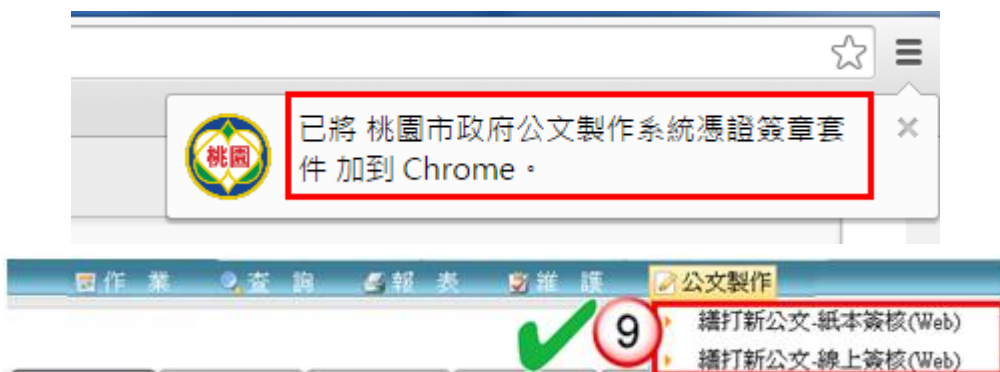 桃園
已將 桃園市政府公文製作系統憑證簽章套
件 加到 Chrome。
作 業 查 詢 報 表 維 護 公文製作
9
繕打新公文-紙本簽核(Web)
繕打新公文-線上簽核(Web)